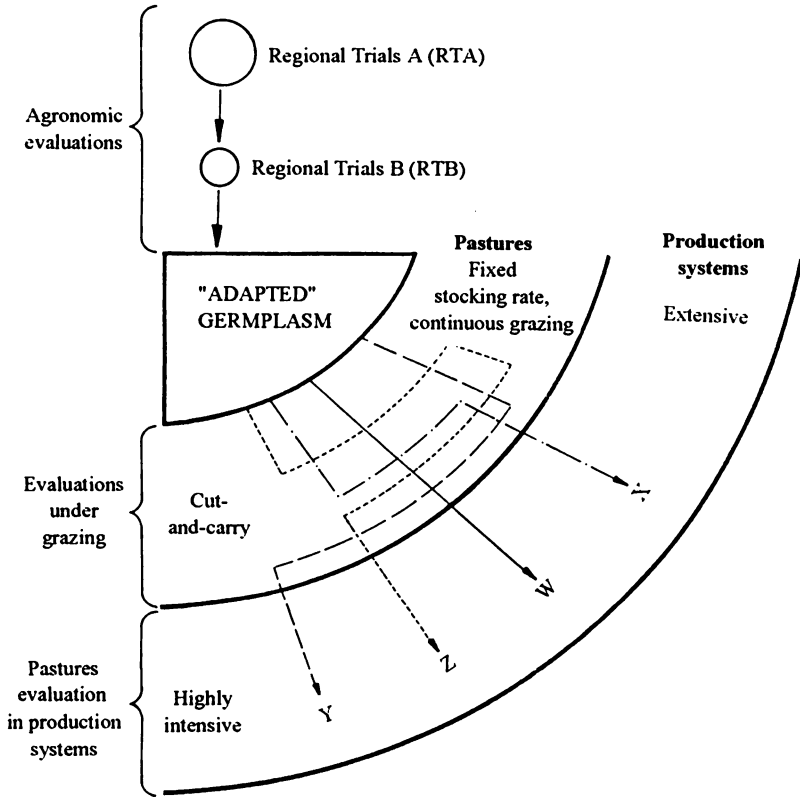 Regional Trials A (RTA)
Agronomic
evaluations
Regional Trials B (RTB)
Pastures
Fixed
stocking rate,
continuous grazing
Production
systems
Extensive
"ADAPTED"
GERMPLASM
Evaluations
under
grazing
Cut-
and-carry
X
W
Z
Y
Pastures
evaluation
in production
systems
Highly
intensive